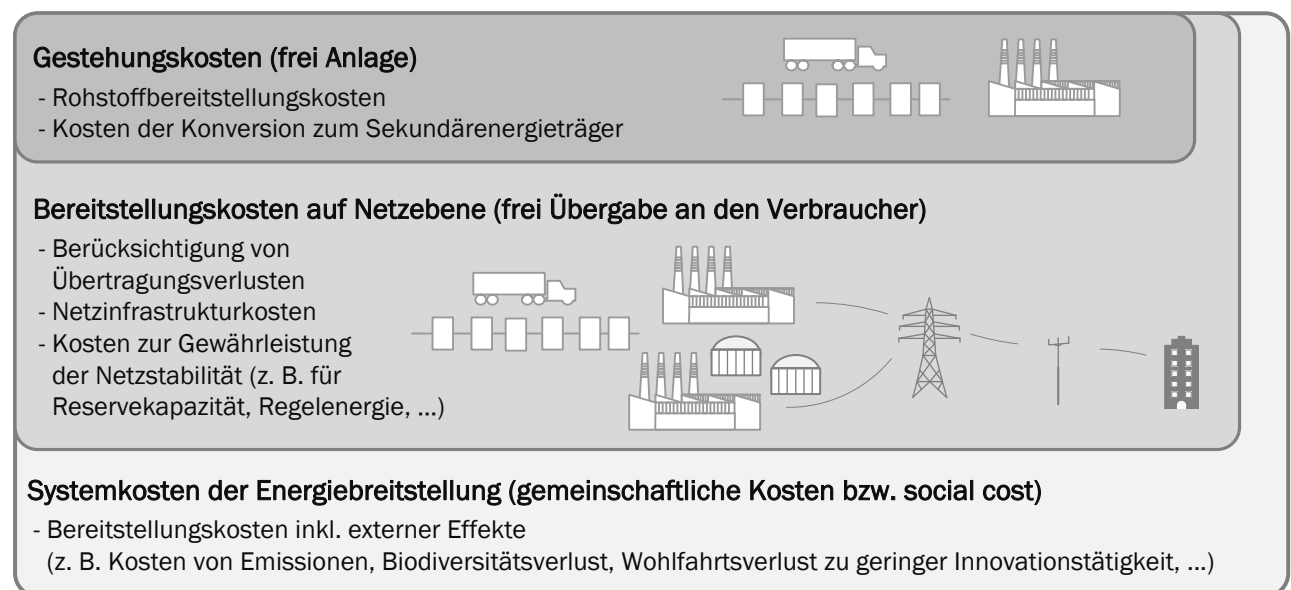 Gestehungskosten (frei Anlage)
- Rohstoffbereitstellungskosten
- Kosten der Konversion zum Sekundärenergieträger
Bereitstellungskosten auf Netzebene (frei Übergabe an den Verbraucher)
- Berücksichtigung von
Übertragungsverlusten
- Netzinfrastrukturkosten
- Kosten zur Gewährleistung
der Netzstabilität (z. B. für
Reservekapazität, Regelenergie, ...)
Systemkosten der Energiebreitstellung (gemeinschaftliche Kosten bzw. social cost)
- Bereitstellungskosten inkl. externer Effekte
(z. B. Kosten von Emissionen, Biodiversitätsverlust, Wohlfahrtsverlust zu geringer Innovationstätigkeit, ...)